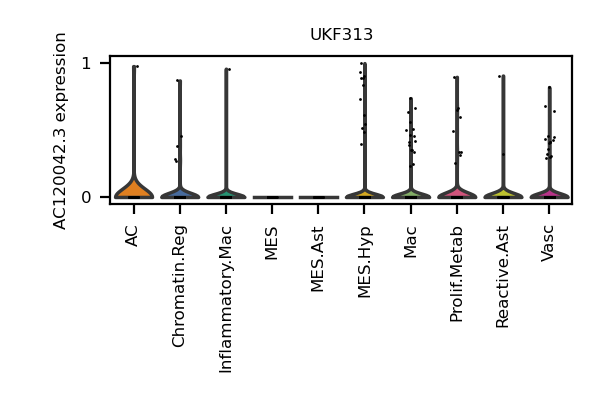 UKF313
AC120042.3 expression
1
0
AC
Chromatin.Reg
Inflammatory.Mac
MES
MES.Ast
MES.Hyp
Mac
Prolif.Metab
Reactive.Ast
Vasc